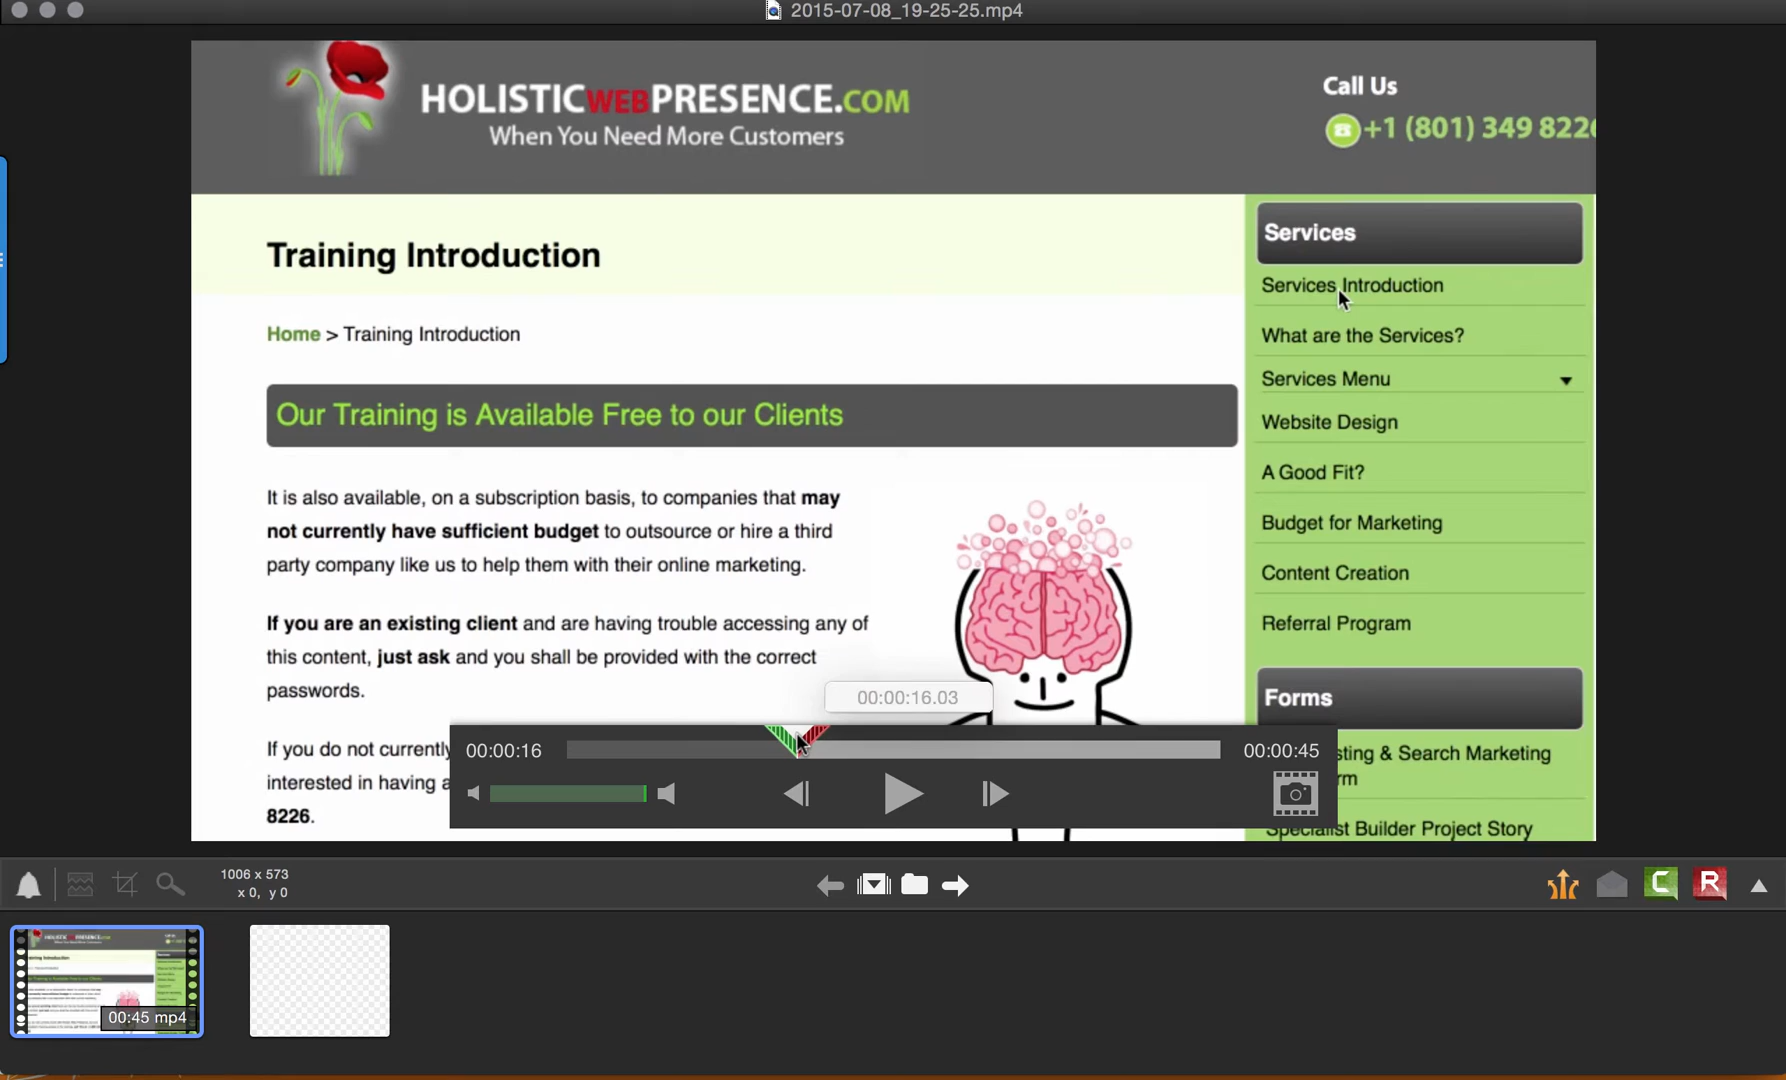 2015-07-08_19-25-25.mp4
HOLISTICWEBPRESENCE.COM
When You Need More Customers
Call Us
+1 (801) 349 8226
Training Introduction
Home > Training Introduction
Our Training is Available Free to our Clients
It is also available, on a subscription basis, to companies that may
not currently have sufficient budget to outsource or hire a third
party company like us to help them with their online marketing.
If you are an existing client and are having trouble accessing any of
this content, just ask and you shall be provided with the correct
passwords.
If you do not currently
interested in having a
8226.
Services
Services Introduction
What are the Services?
Services Menu
Website Design
A Good Fit?
Budget for Marketing
Content Creation
Referral Program
Forms
sting & Search Marketing
rm
Specialist Builder Project Story
00:00:16.03
00:00:16
00:00:45
1006 x 573
x 0, y 0
C
R
HOLISTICWEBPRESENCE.COM
00:45 mp4